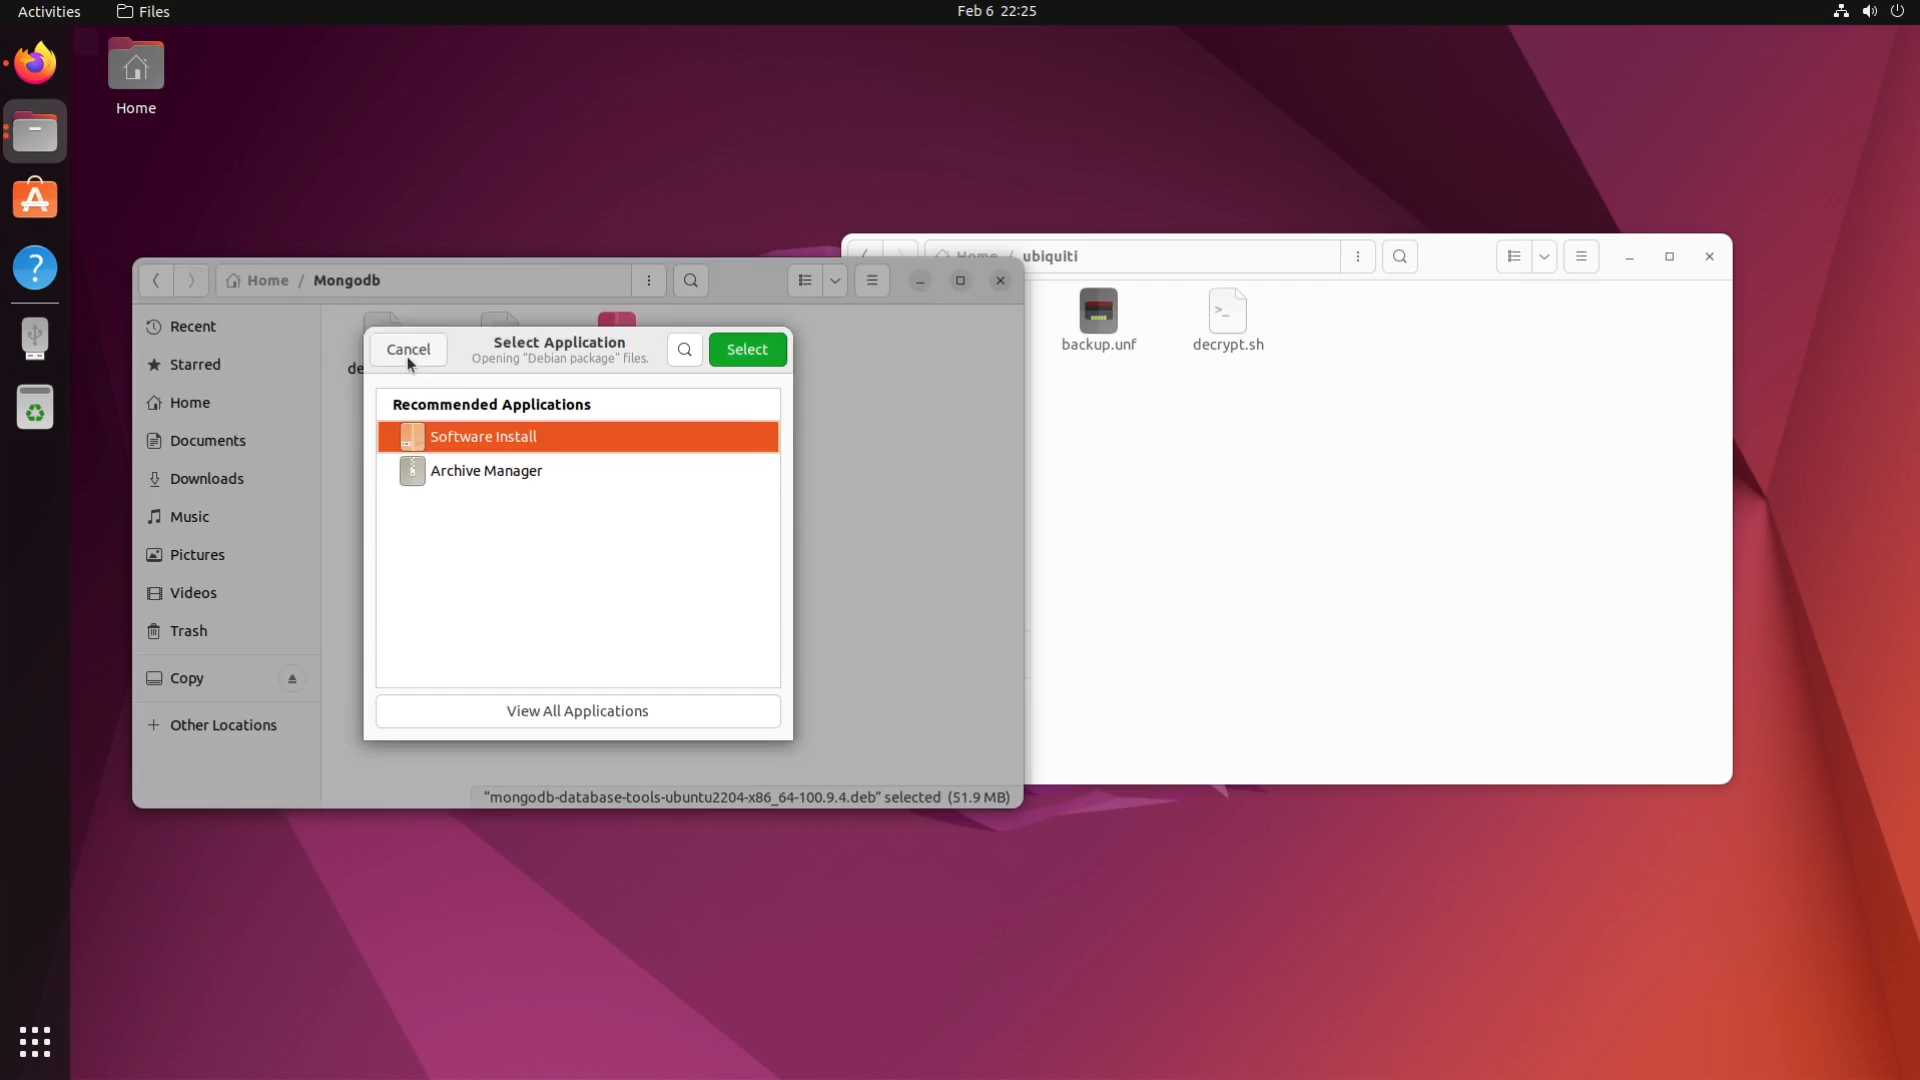 Activities
Files
Feb 6 22:25
Home
Home / ubiquiti
backup.unf
decrypt.sh
Home / Mongodb
Recent
Starred
Home
Documents
Downloads
Music
Pictures
Videos
Trash
Copy
Other Locations
de
Cancel
Select Application
Opening “Debian package” files.
Select
Recommended Applications
Software Install
Archive Manager
View All Applications
“mongodb-database-tools-ubuntu2204-x86_64-100.9.4.deb” selected (51.9 MB)